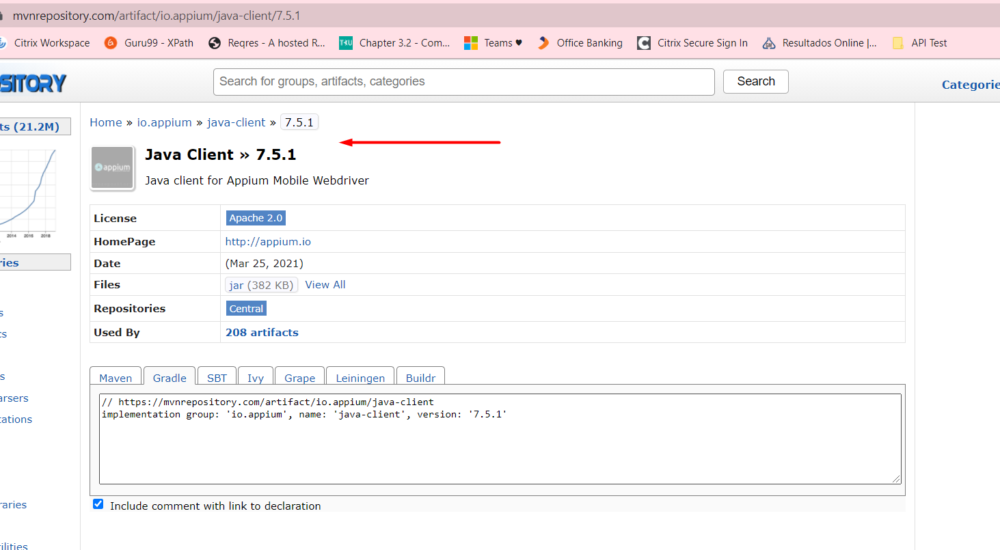 mvnrepository.com/artifact/io.appium/java-client/7.5.1
Citrix Workspace Guru99 - XPath Reqres - A hosted R... TKU Chapter 3.2 - Com... Teams ♥ Office Banking Citrix Secure Sign In Resultados Online |... API Test
SITORY Search for groups, artifacts, categories Search Categorie
ts (21.2M)
Home » io.appium » java-client » 7.5.1
appium
Java Client » 7.5.1
Java client for Appium Mobile Webdriver
2014 2016 2018
License Apache 2.0
HomePage http://appium.io
ries
Date (Mar 25, 2021)
Files jar (382 KB) View All
Repositories Central
s
Used By 208 artifacts
cs
Maven Gradle SBT Ivy Grape Leiningen Buildr
s
arsers
tations
// https://mvnrepository.com/artifact/io.appium/java-client
implementation group: 'io.appium', name: 'java-client', version: '7.5.1'
raries
Include comment with link to declaration
ilities